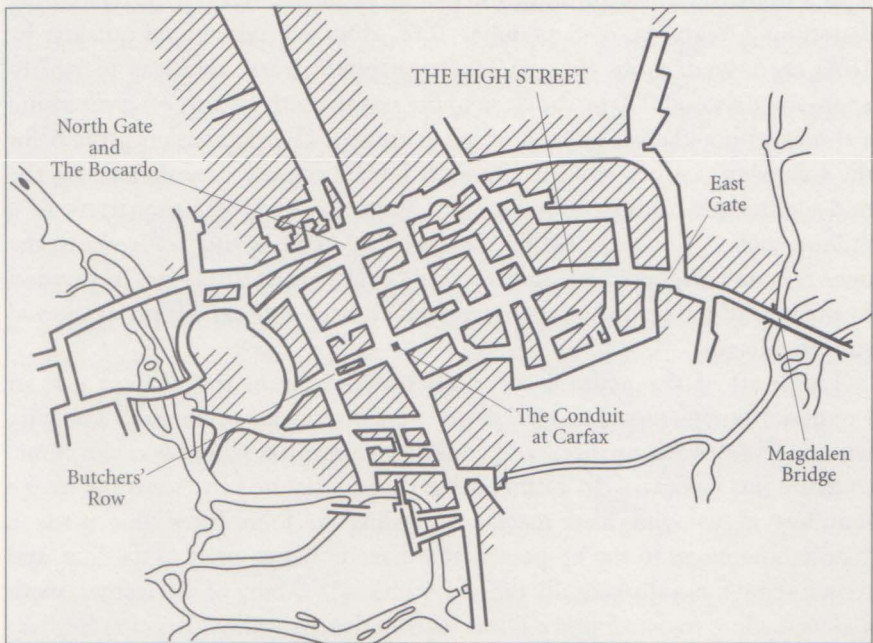 THE HIGH STREET
North Gate
and
The Bocardo
East
Gate
The Conduit
at Carfax
Butchers'
Row
Magdalen
Bridge